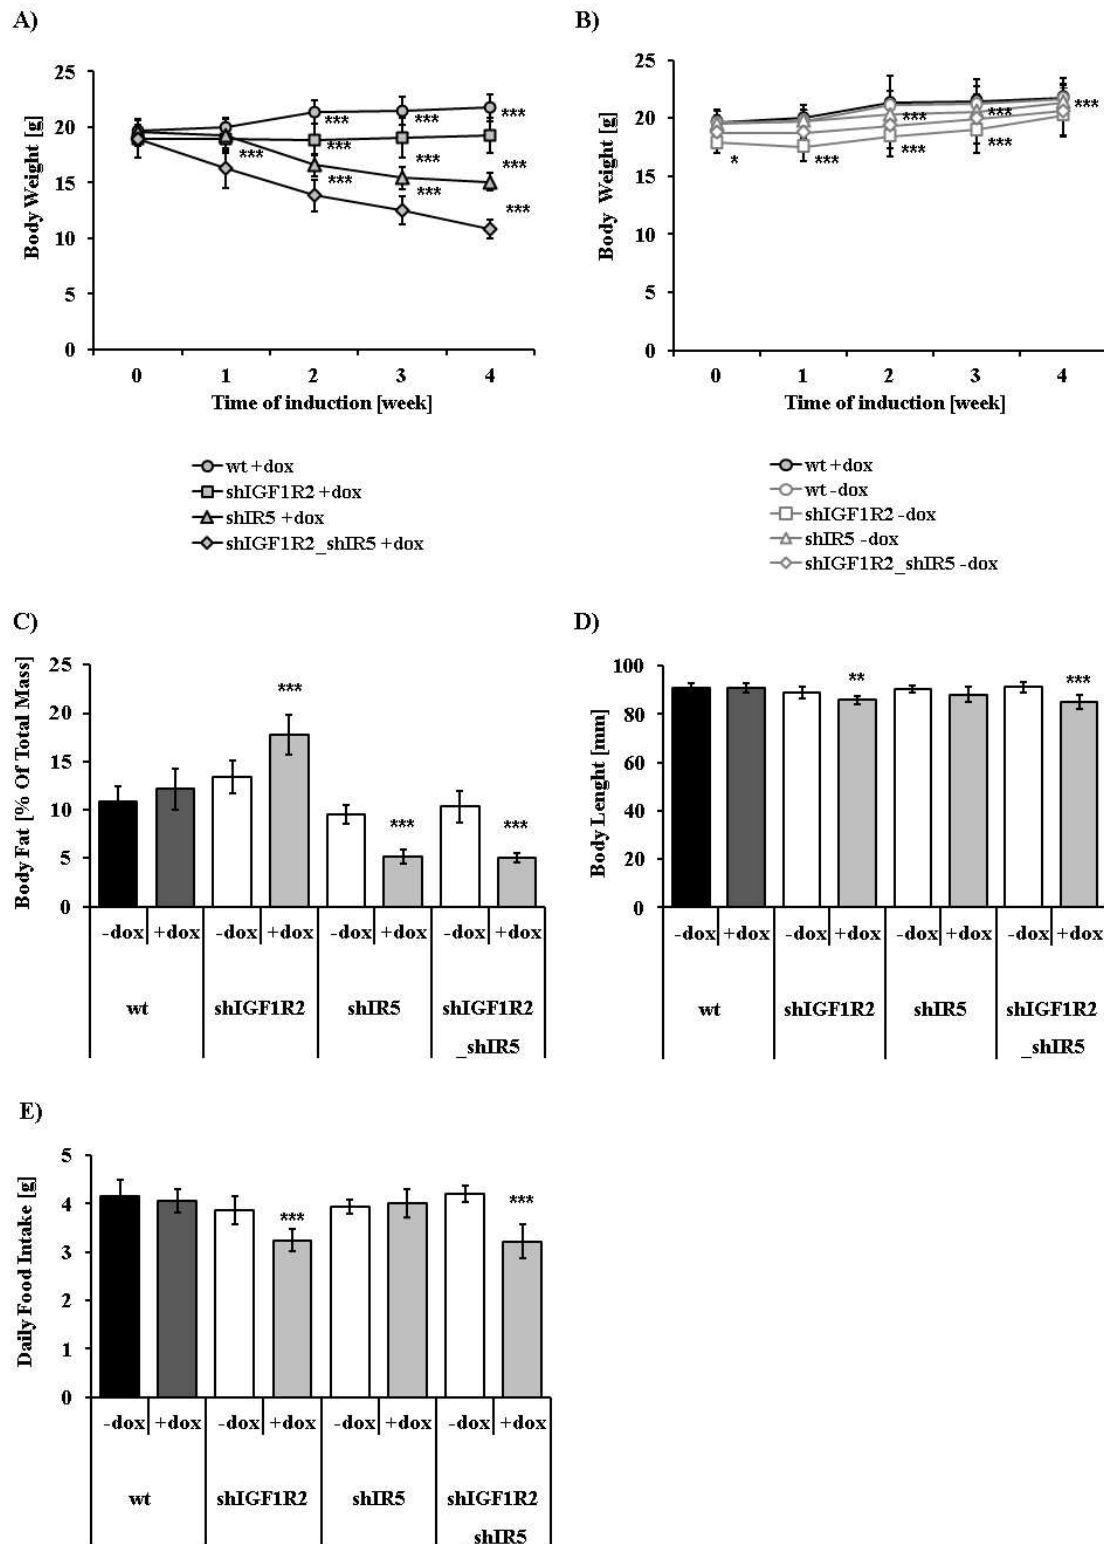 A)
Body Weight [g]
25
20
15
10
5
0
*** *** ***
*** *** *** ***
*** *** ***
0 1 2 3 4
Time of induction [week]
wt +dox
shIGF1R2 +dox
shIR5 +dox
shIGF1R2_shIR5 +dox
B)
Body Weight [g]
25
20
15
10
5
0
*** *** ***
* *** *** ***
0 1 2 3 4
Time of induction [week]
wt +dox
wt -dox
shIGF1R2 -dox
shIR5 -dox
shIGF1R2_shIR5 -dox
C)
Body Fat [% Of Total Mass]
25
20
15
10
5
0
*** *** ***
-dox +dox -dox +dox -dox +dox -dox +dox
wt shIGF1R2 shIR5 shIGF1R2
_shIR5
D)
Body Lenght [mm]
100
80
60
40
20
0
** ***
-dox +dox -dox +dox -dox +dox -dox +dox
wt shIGF1R2 shIR5 shIGF1R2
_shIR5
E)
Daily Food Intake [g]
5
4
3
2
1
0
*** ***
-dox +dox -dox +dox -dox +dox -dox +dox
wt shIGF1R2 shIR5 shIGF1R2
shIR5